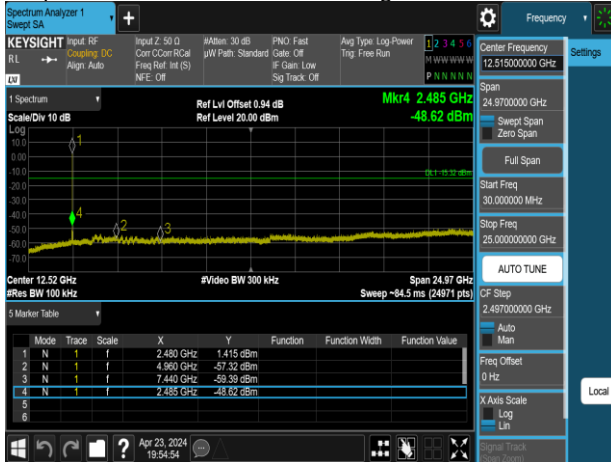 Spectrum Analyzer 1
Swept SA
+
Frequency
KEYSIGHT
RL
Input: RF
Coupling: DC
Align: Auto
Input Z: 50 Ω
Corr CCorr RCal
Freq Ref: Int (S)
NFE: Off
#Atten: 30 dB
µW Path: Standard
PNO: Fast
Gate: Off
IF Gain: Low
Sig Track: Off
Avg Type: Log-Power
Trig: Free Run
1 2 3 4 5 6
M W W W W W
P N N N N N
LXI
1 Spectrum
Scale/Div 10 dB
Ref Lvl Offset 0.94 dB
Ref Level 20.00 dBm
Mkr4 2.485 GHz
-48.62 dBm
Log
10.0
0.00
-10.0
-20.0
-30.0
-40.0
-50.0
-60.0
-70.0
1
4
2
3
DL1 -15.32 dBm
Center 12.52 GHz
#Video BW 300 kHz
Span 24.97 GHz
#Res BW 100 kHz
Sweep ~84.5 ms (24971 pts)
5 Marker Table
Mode Trace Scale X Y Function Function Width Function Value
1 N 1 f 2.480 GHz 1.415 dBm
2 N 1 f 4.960 GHz -57.32 dBm
3 N 1 f 7.440 GHz -59.39 dBm
4 N 1 f 2.485 GHz -48.62 dBm
5
6
?
Apr 23, 2024
19:54:54
Center Frequency
12.515000000 GHz
Settings
Span
24.9700000 GHz
Swept Span
Zero Span
Full Span
Start Freq
30.000000 MHz
Stop Freq
25.000000000 GHz
AUTO TUNE
CF Step
2.497000000 GHz
Auto
Man
Freq Offset
0 Hz
X Axis Scale
Log
Lin
Signal Track
(Span Zoom)
Local